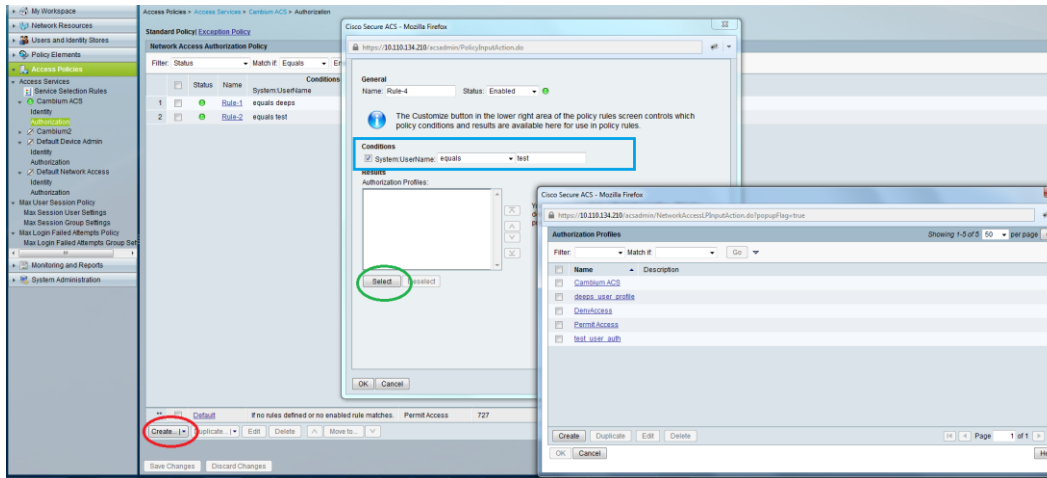 My Workspace
Network Resources
Users and Identity Stores
Policy Elements
Access Policies
Access Services
Service Selection Rules
Cambium ACS
Identity
Authorization
Cambium2
Default Device Admin
Identity
Authorization
Default Network Access
Identity
Authorization
Max User Session Policy
Max Session User Settings
Max Session Group Settings
Max Login Failed Attempts Policy
Max Login Failed Attempts Group Set
Monitoring and Reports
System Administration
Access Policies > Access Services > Cambium ACS > Authorization
Standard Policy| Exception Policy
Network Access Authorization Policy
Filter: Status Match if: Equals
Status Name Conditions
System:UserName
1 Rule-1 equals deeps
2 Rule-2 equals test
** Default If no rules defined or no enabled rule matches. Permit Access 727
Create...|▾ Duplicate...|▾ Edit Delete Move to...
Save Changes Discard Changes
Cisco Secure ACS - Mozilla Firefox
https://10.110.134.210/acsadmin/PolicyInputAction.do
General
Name: Rule-4 Status: Enabled
The Customize button in the lower right area of the policy rules screen controls which
policy conditions and results are available here for use in policy rules.
Conditions
System:UserName: equals test
Results
Authorization Profiles:
Select Deselect
OK Cancel
Cisco Secure ACS - Mozilla Firefox
https://10.110.134.210/acsadmin/NetworkAccessLPInputAction.do?popupFlag=true
Authorization Profiles Showing 1-5 of 5 50 per page
Filter: Match if: Go
Name Description
Cambium ACS
deeps_user_profile
DenyAccess
Permit Access
test_user_auth
Create Duplicate Edit Delete Page 1 of 1
OK Cancel